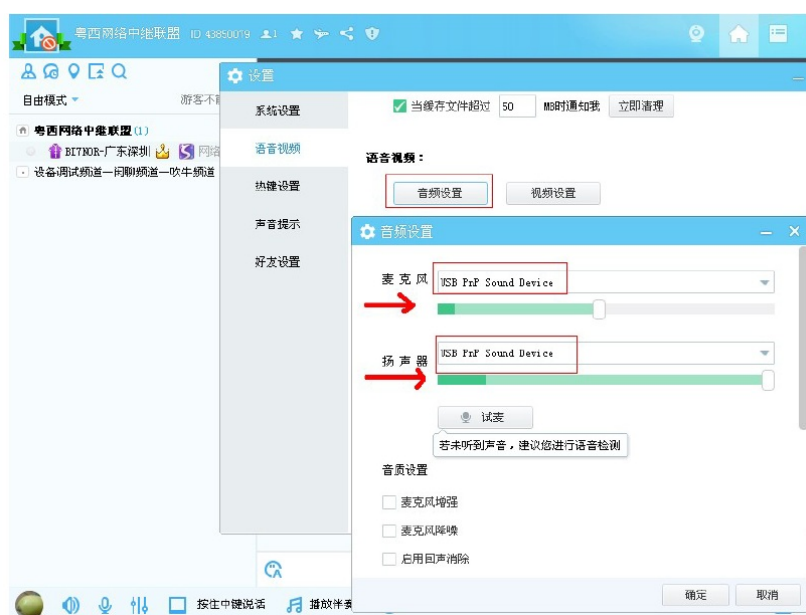 粤西网络中继联盟 ID 43850019 1
自由模式
游客不
设置
粤西网络中继联盟(1)
BI7NOR-广东深圳
网络
设备调试频道—闲聊频道—吹牛频道
系统设置
语音视频
热键设置
声音提示
好友设置
当缓存文件超过 50 MB时通知我 立即清理
语音视频:
音频设置 视频设置
音频设置
麦克风 USB PnP Sound Device
扬声器 USB PnP Sound Device
试麦
若未听到声音,建议您进行语音检测
音质设置
麦克风增强
麦克风降噪
启用回声消除
确定 取消
按住中键说话 播放伴奏